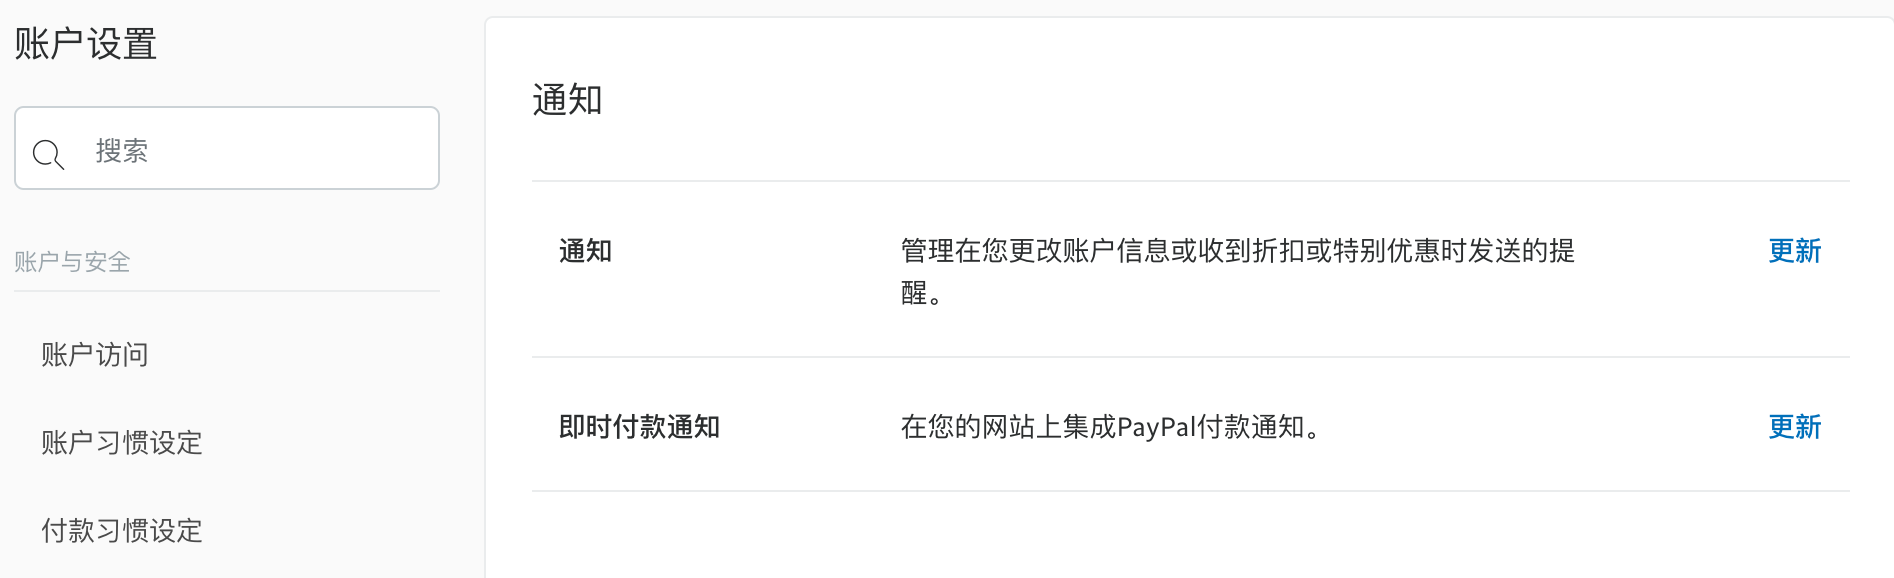 账户设置
搜索
账户与安全
账户访问
账户习惯设定
付款习惯设定
通知
通知
管理在您更改账户信息或收到折扣或特别优惠时发送的提
醒。
更新
即时付款通知
在您的网站上集成PayPal付款通知。
更新